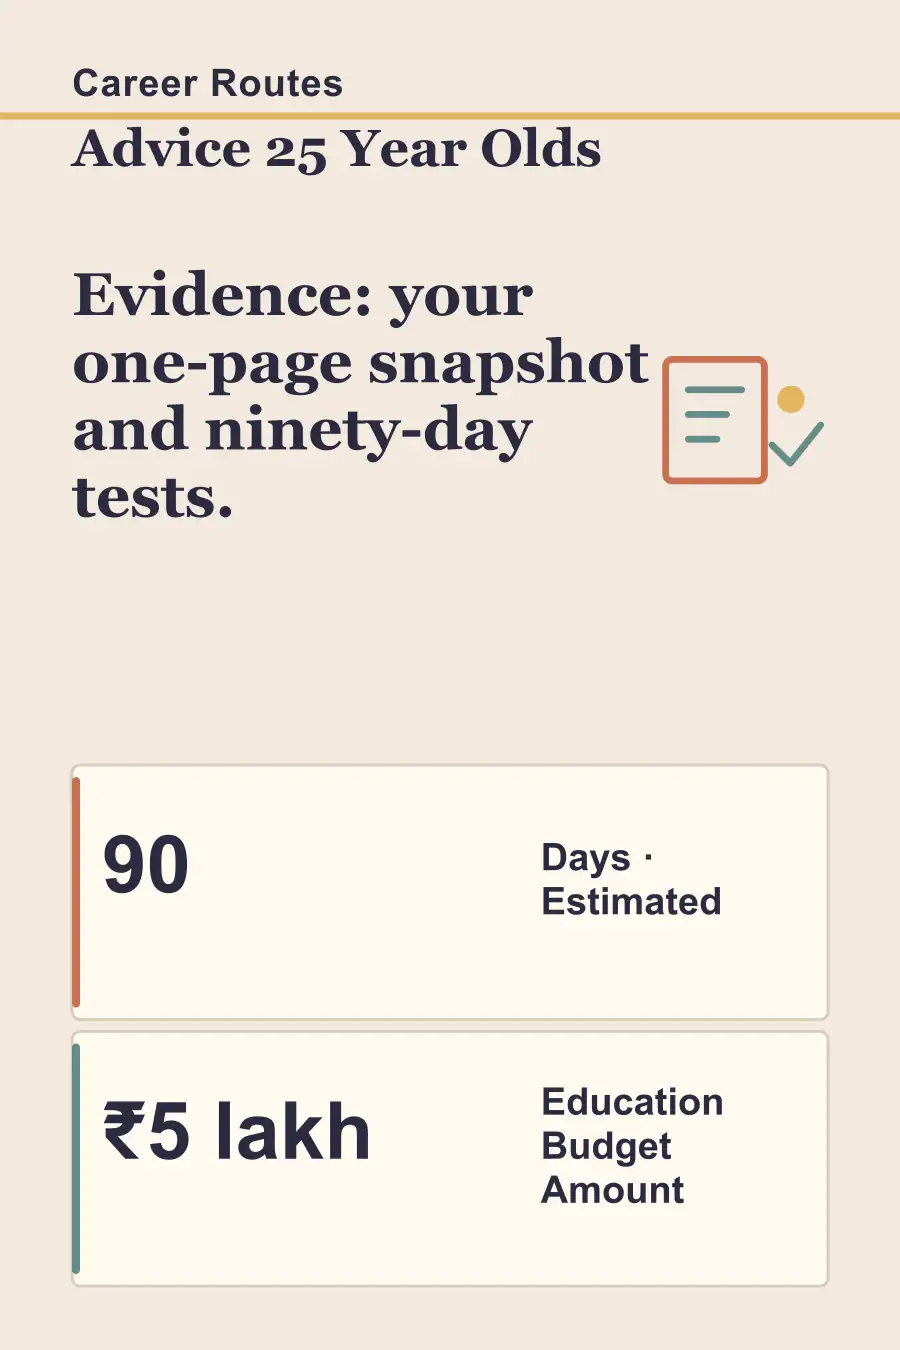 Career Routes
Advice 25 Year Olds
Evidence: your
one-page snapshot
and ninety-day
tests.
90
Days ·
Estimated
₹5 lakh
Education
Budget
Amount